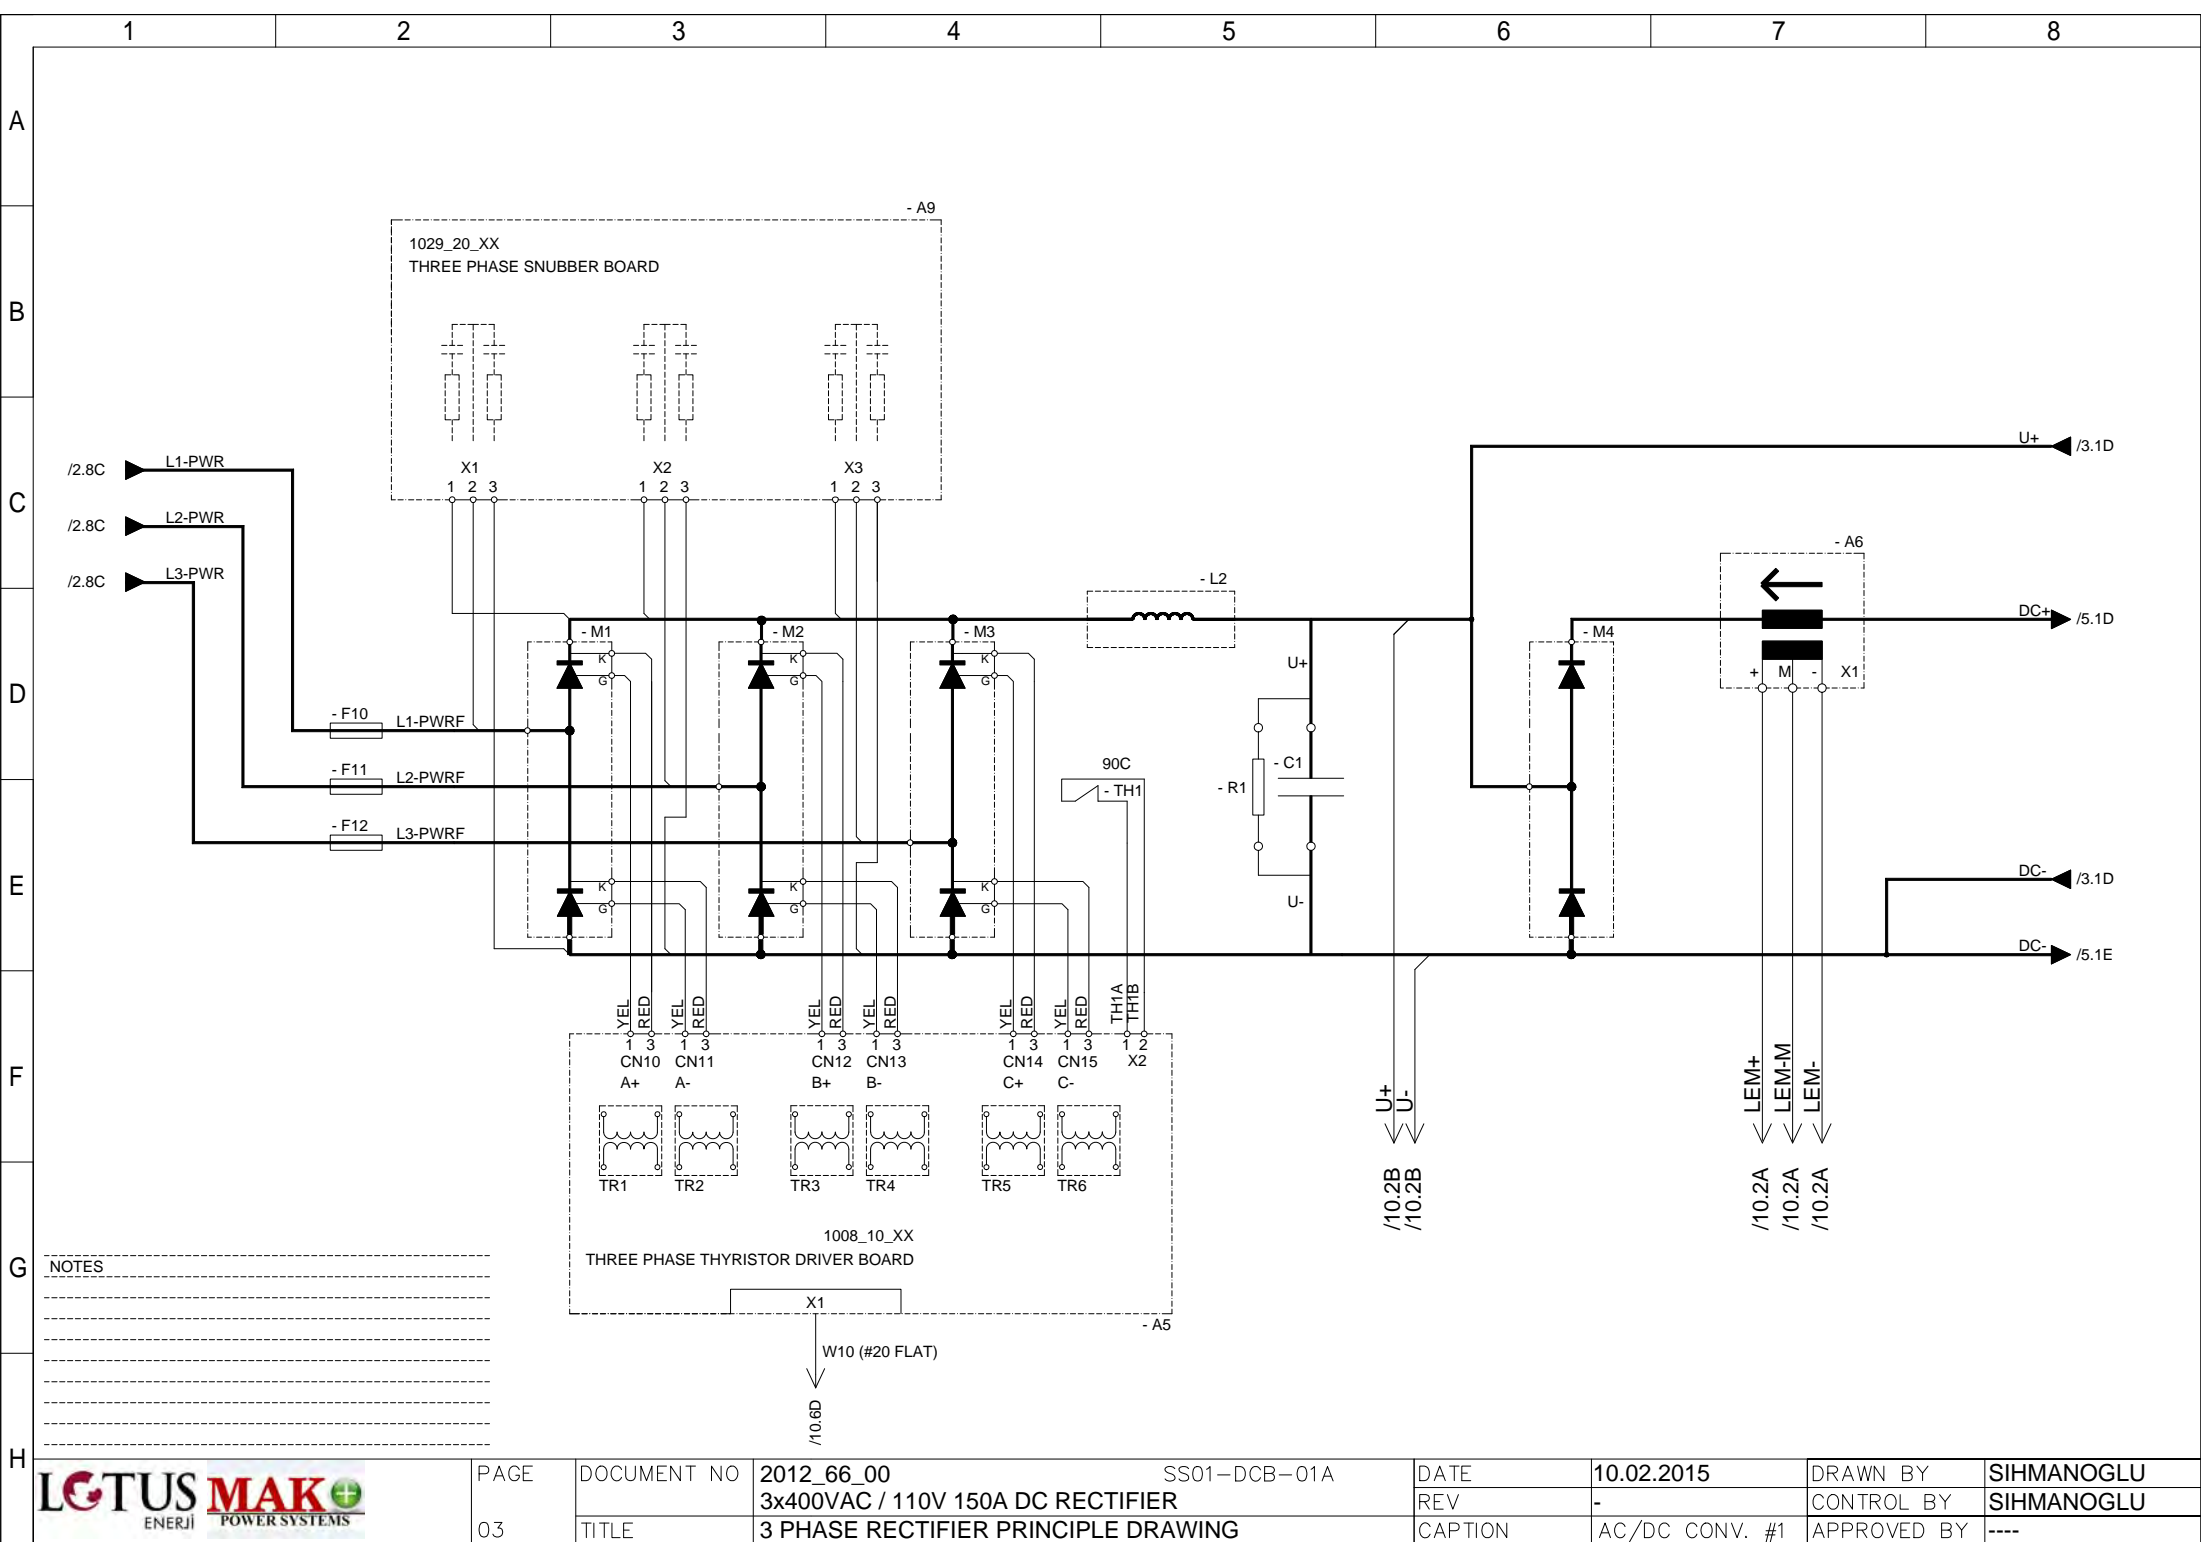 1 2 3 4 5 6 7 8
A
- A9
1029_20_XX
THREE PHASE SNUBBER BOARD
B
X1 X2 X3
1 2 3 1 2 3 1 2 3
C
/2.8C L1-PWR
/2.8C L2-PWR
/2.8C L3-PWR
U+ /3.1D
- A6
- L2
DC+ /5.1D
- M1 - M2 - M3 - M4
K K K
G G G
U+
+ M - X1
D
- F10 L1-PWRF
- F11 L2-PWRF
- F12 L3-PWRF
90C
- TH1
- C1
- R1
E
K K K
G G G
U-
DC- /3.1D
DC- /5.1E
YEL RED YEL RED YEL RED YEL RED YEL RED YEL RED TH1A TH1B
1 3 1 3 1 3 1 3 1 3 1 3 1 2
CN10 CN11 CN12 CN13 CN14 CN15 X2
A+ A- B+ B- C+ C-
F
U+ U- LEM+ LEM-M LEM-
TR1 TR2 TR3 TR4 TR5 TR6
/10.2B /10.2B /10.2A /10.2A /10.2A
1008_10_XX
THREE PHASE THYRISTOR DRIVER BOARD
G
NOTES
X1
- A5
W10 (#20 FLAT)
/10.6D
H
LOTUS ENERJİ
MAK POWER SYSTEMS
PAGE 03
DOCUMENT NO 2012_66_00 SS01-DCB-01A
3x400VAC / 110V 150A DC RECTIFIER
TITLE 3 PHASE RECTIFIER PRINCIPLE DRAWING
DATE 10.02.2015
REV -
CAPTION AC/DC CONV. #1
DRAWN BY SIHMANOGLU
CONTROL BY SIHMANOGLU
APPROVED BY ----